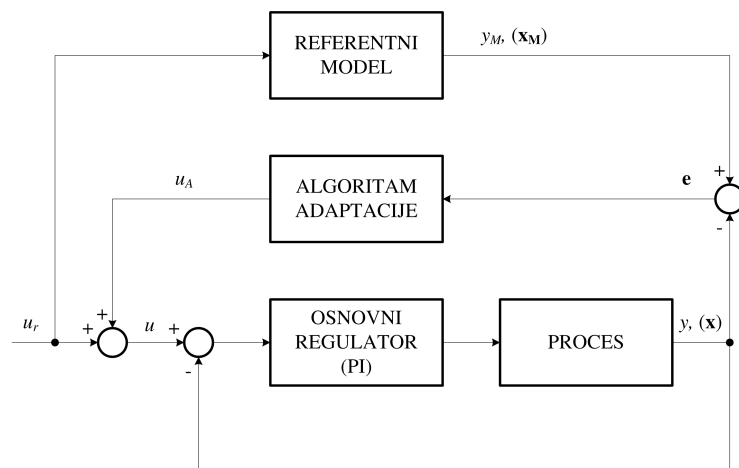 REFERENTNI
MODEL
y_M, (x_M)
u_A
ALGORITAM
ADAPTACIJE
e
+
-
u_r
+
+
u
+
-
OSNOVNI
REGULATOR
(PI)
PROCES
y, (x)